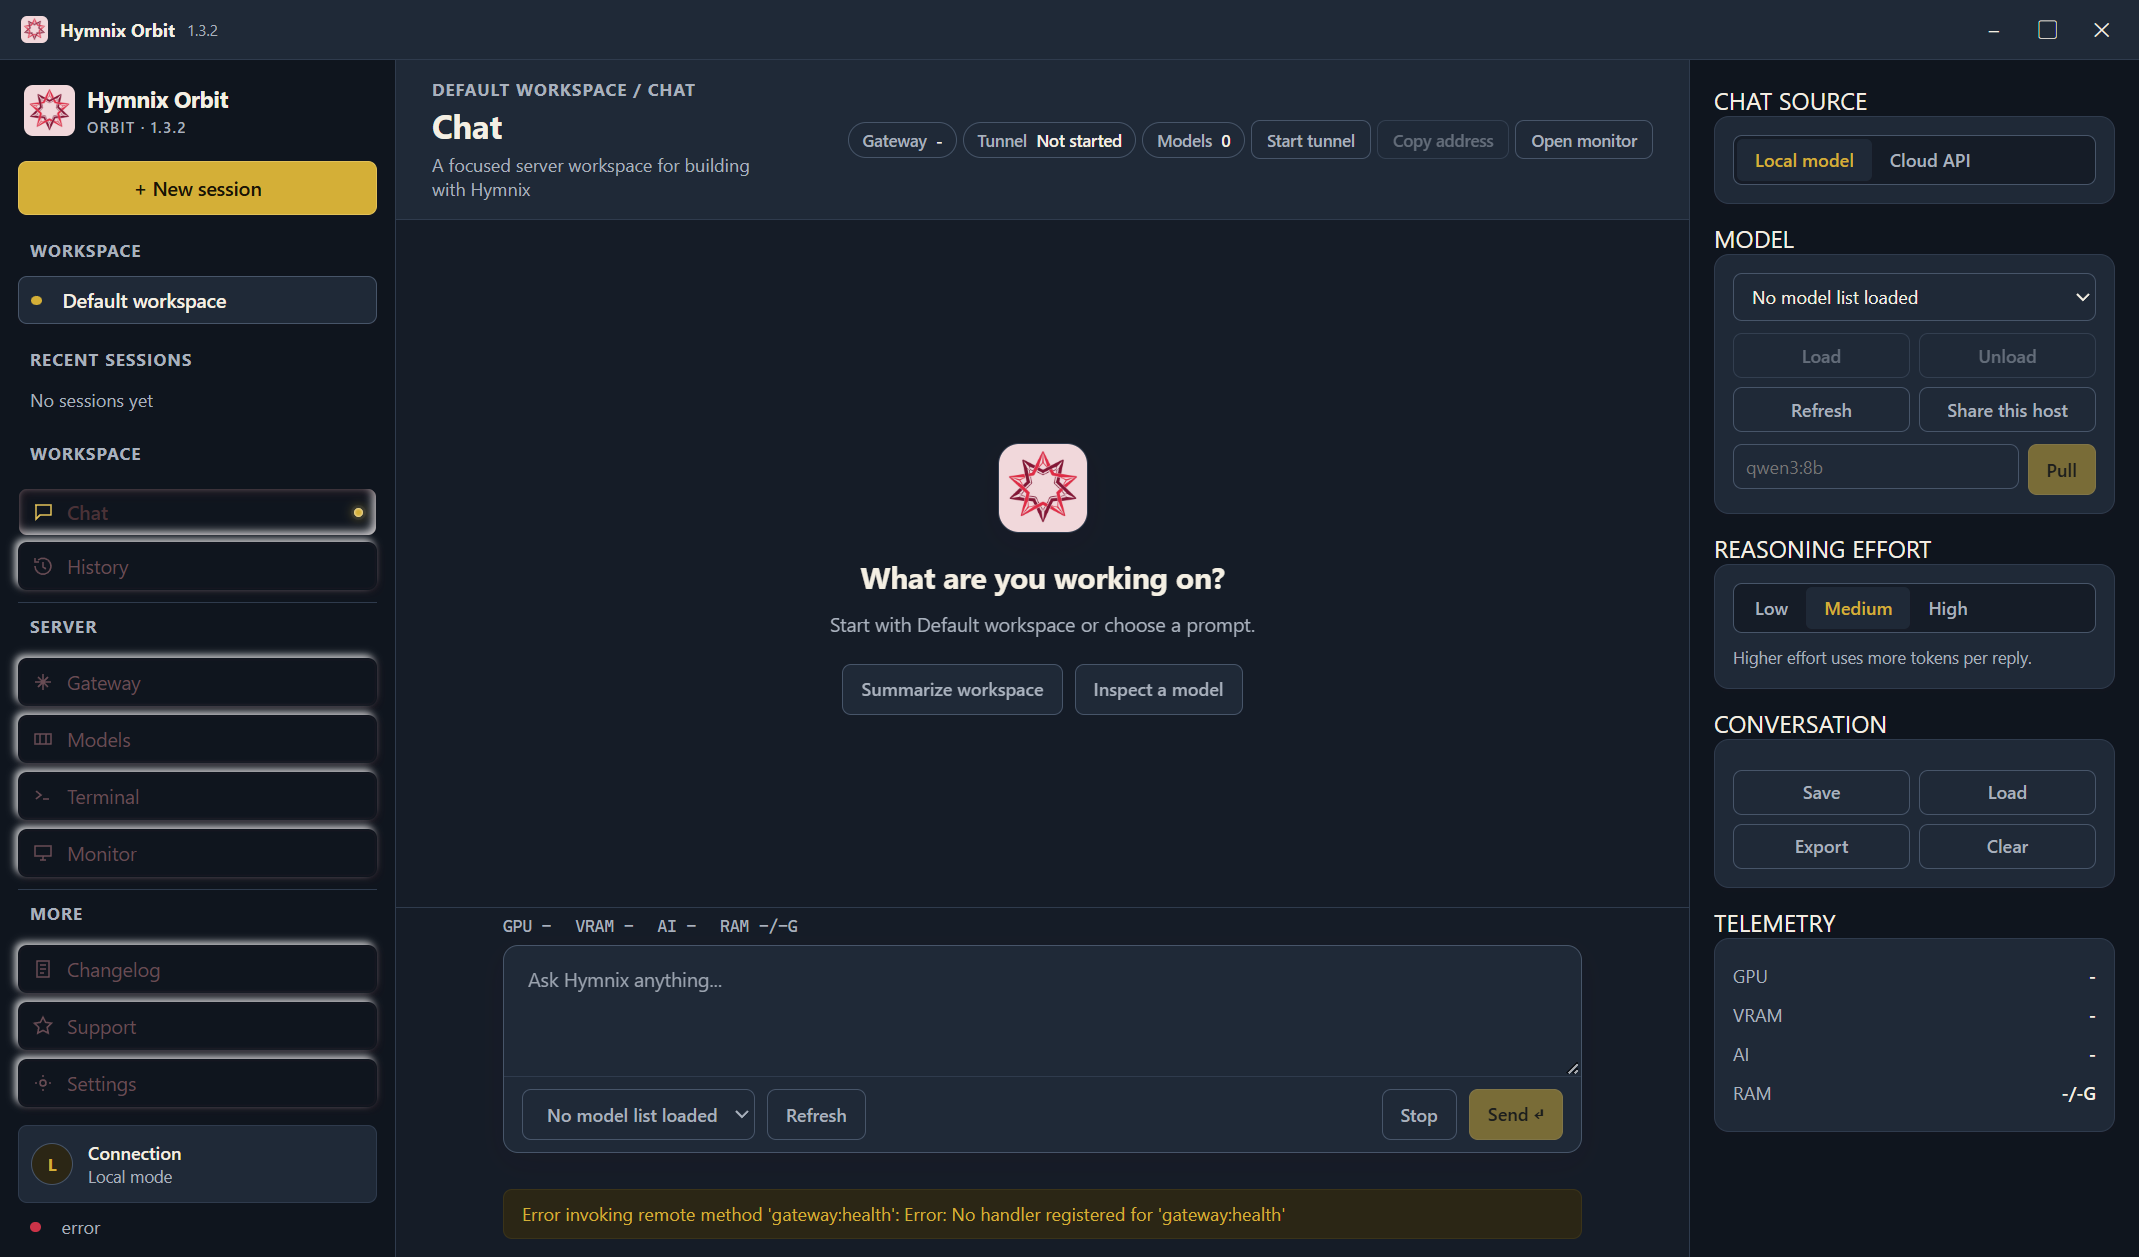 Hymnix Orbit 1.3.2
Hymnix Orbit
ORBIT · 1.3.2
+ New session
WORKSPACE
Default workspace
RECENT SESSIONS
No sessions yet
WORKSPACE
Chat
History
SERVER
Gateway
Models
Terminal
Monitor
MORE
Changelog
Support
Settings
L
Connection
Local mode
error
DEFAULT WORKSPACE / CHAT
Chat
A focused server workspace for building
with Hymnix
Gateway -
Tunnel Not started
Models 0
Start tunnel
Copy address
Open monitor
What are you working on?
Start with Default workspace or choose a prompt.
Summarize workspace
Inspect a model
GPU – VRAM – AI – RAM –/–G
Ask Hymnix anything...
No model list loaded
Refresh
Stop
Send ⏎
Error invoking remote method 'gateway:health': Error: No handler registered for 'gateway:health'
CHAT SOURCE
Local model
Cloud API
MODEL
No model list loaded
Load
Unload
Refresh
Share this host
qwen3:8b
Pull
REASONING EFFORT
Low
Medium
High
Higher effort uses more tokens per reply.
CONVERSATION
Save
Load
Export
Clear
TELEMETRY
GPU -
VRAM -
AI -
RAM -/-G